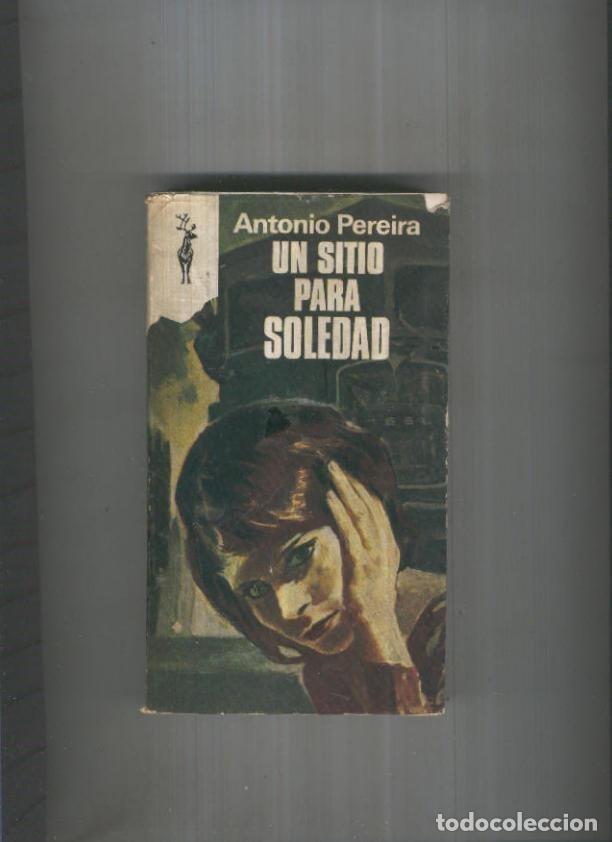 Antonio Pereira
UN SITIO
PARA
SOLEDAD
todocoleccion